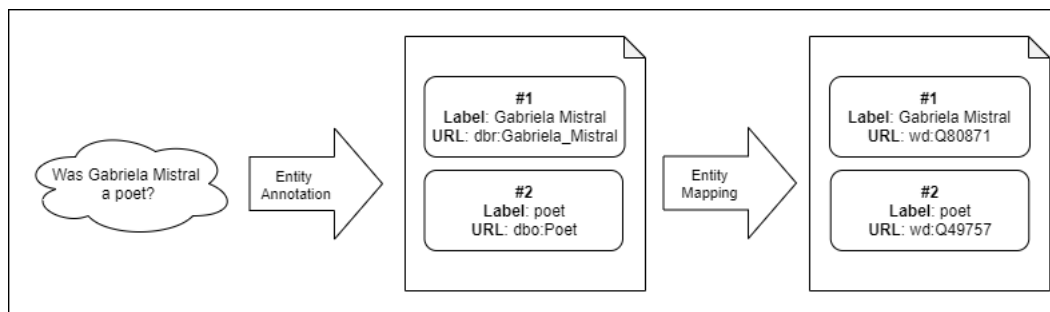 Was Gabriela Mistral
a poet?
Entity
Annotation
#1
Label: Gabriela Mistral
URL: dbr:Gabriela_Mistral
#2
Label: poet
URL: dbo:Poet
Entity
Mapping
#1
Label: Gabriela Mistral
URL: wd:Q80871
#2
Label: poet
URL: wd:Q49757